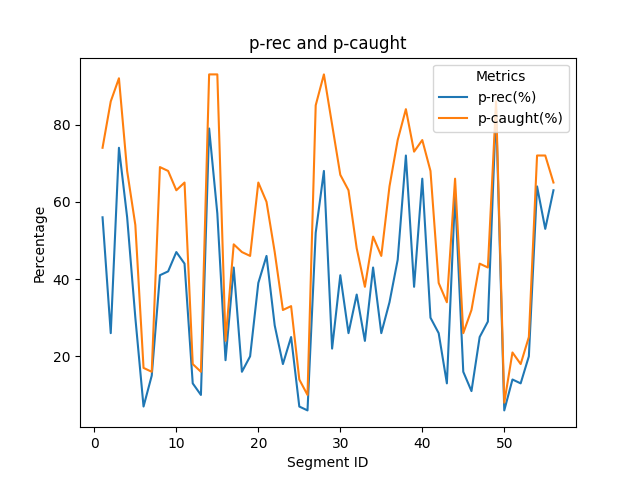 p-rec and p-caught
Metrics
p-rec(%)
p-caught(%)
Percentage
80
60
40
20
0 10 20 30 40 50
Segment ID